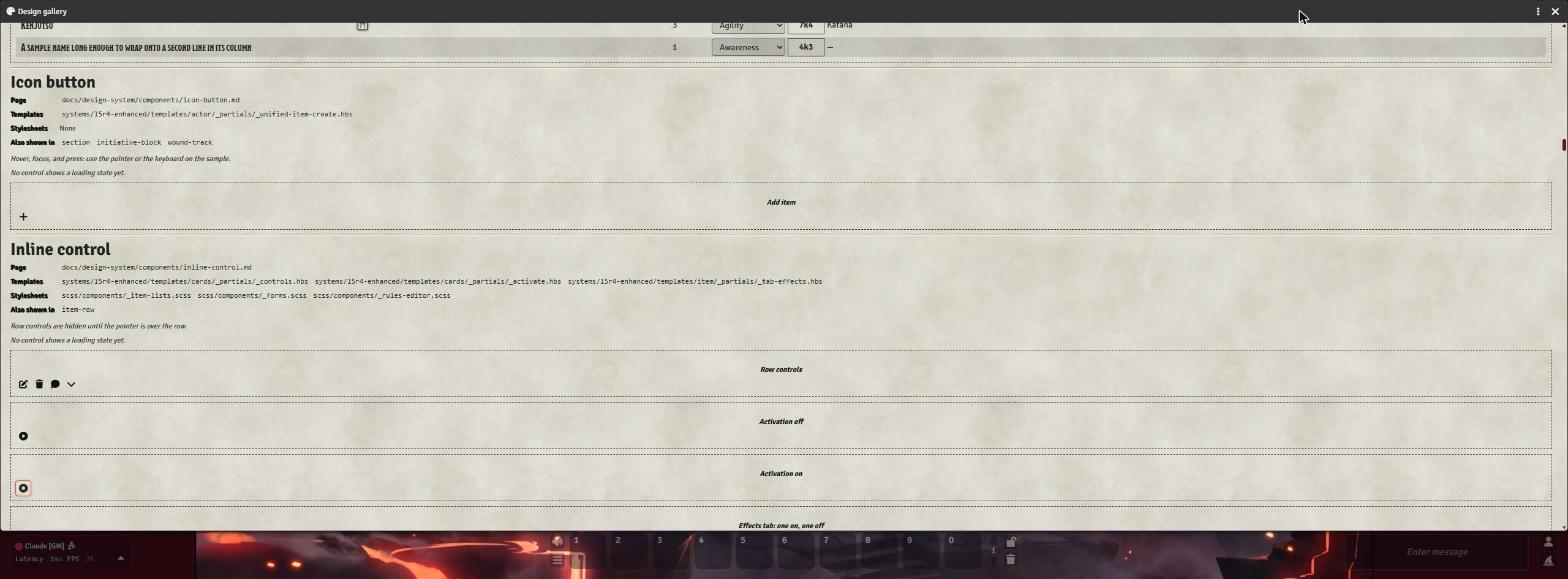 Design gallery
KENJUTSU 3 Agility 7k4 Katana
A SAMPLE NAME LONG ENOUGH TO WRAP ONTO A SECOND LINE IN ITS COLUMN 1 Awareness 4k3 —
Icon button
Page docs/design-system/components/icon-button.md
Templates systems/l5r4-enhanced/templates/actor/_partials/_unified-item-create.hbs
Stylesheets None
Also shown in section initiative-block wound-track
Hover, focus, and press: use the pointer or the keyboard on the sample.
No control shows a loading state yet.
Add item
Inline control
Page docs/design-system/components/inline-control.md
Templates systems/l5r4-enhanced/templates/cards/_partials/_controls.hbs systems/l5r4-enhanced/templates/cards/_partials/_activate.hbs systems/l5r4-enhanced/templates/item/_partials/_tab-effects.hbs
Stylesheets scss/components/_item-lists.scss scss/components/_forms.scss scss/components/_rules-editor.scss
Also shown in item-row
Row controls are hidden until the pointer is over the row.
No control shows a loading state yet.
Row controls
Activation off
Activation on
Effects tab: one on, one off
Claude [GM]
Latency 3ms FPS 26
1 2 3 4 5 6 7 8 9 0
1
Enter message